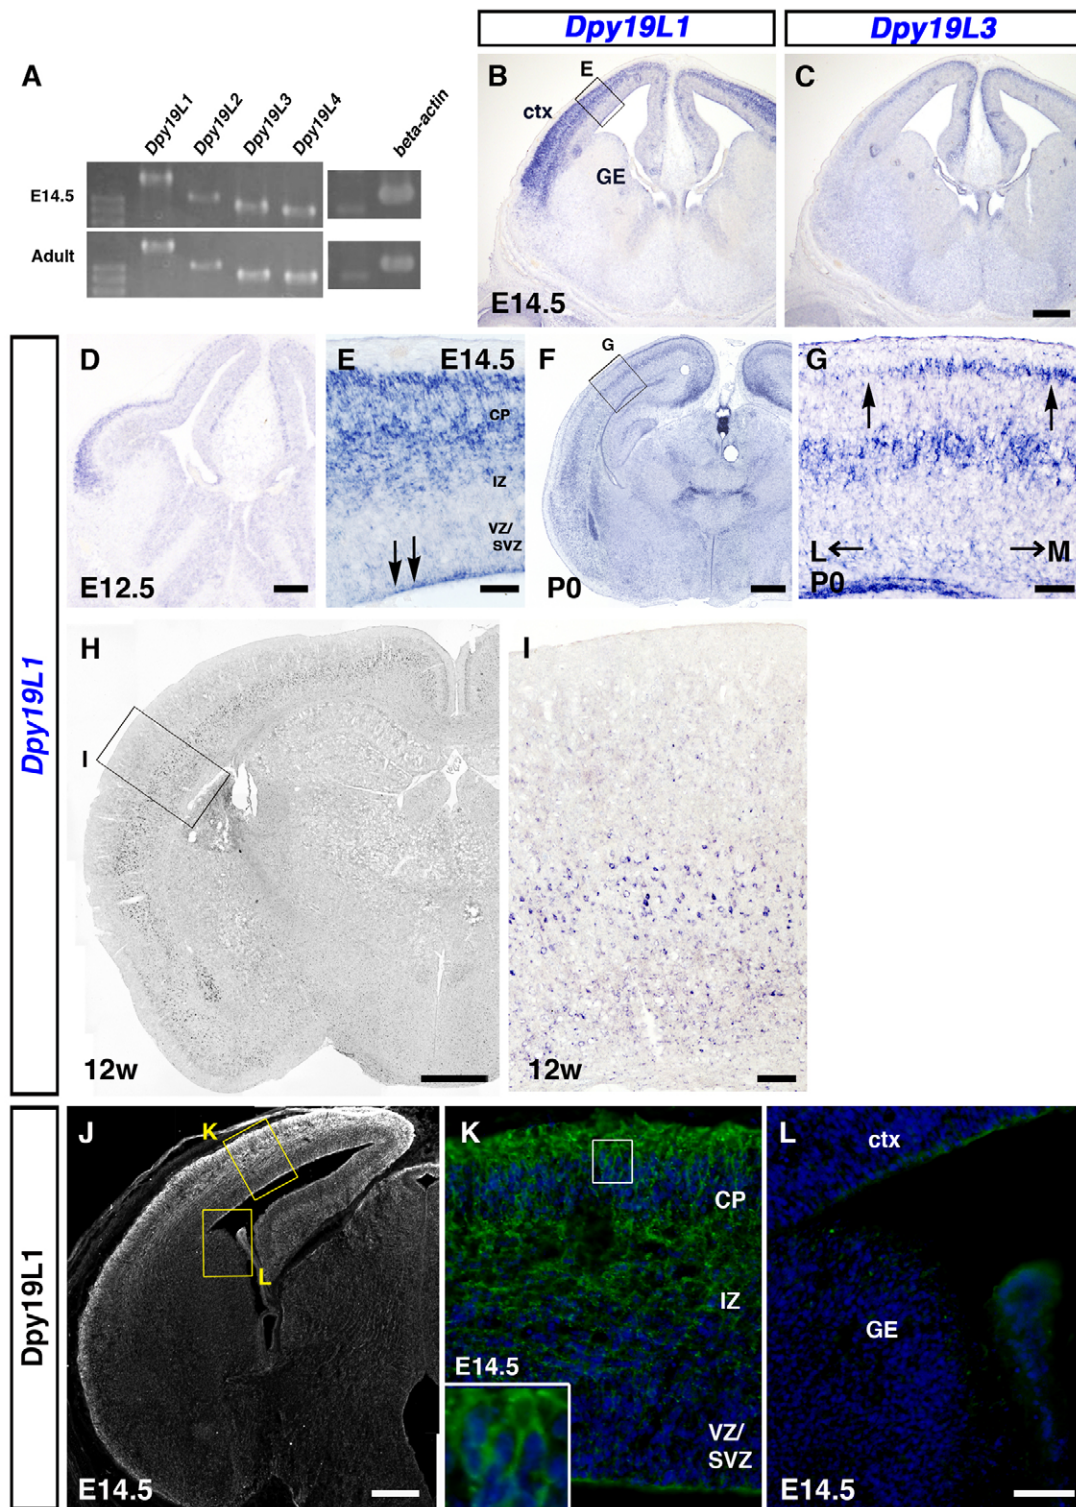 Dpy19L1
Dpy19L3
A
Dpy19L1
Dpy19L2
Dpy19L3
Dpy19L4
beta-actin
E14.5
Adult
B
E
ctx
GE
E14.5
C
Dpy19L1
D
E12.5
E
E14.5
CP
IZ
VZ/
SVZ
F
G
P0
G
L
M
P0
H
I
12w
I
12w
Dpy19L1
J
K
L
E14.5
K
CP
IZ
E14.5
VZ/
SVZ
L
ctx
GE
E14.5